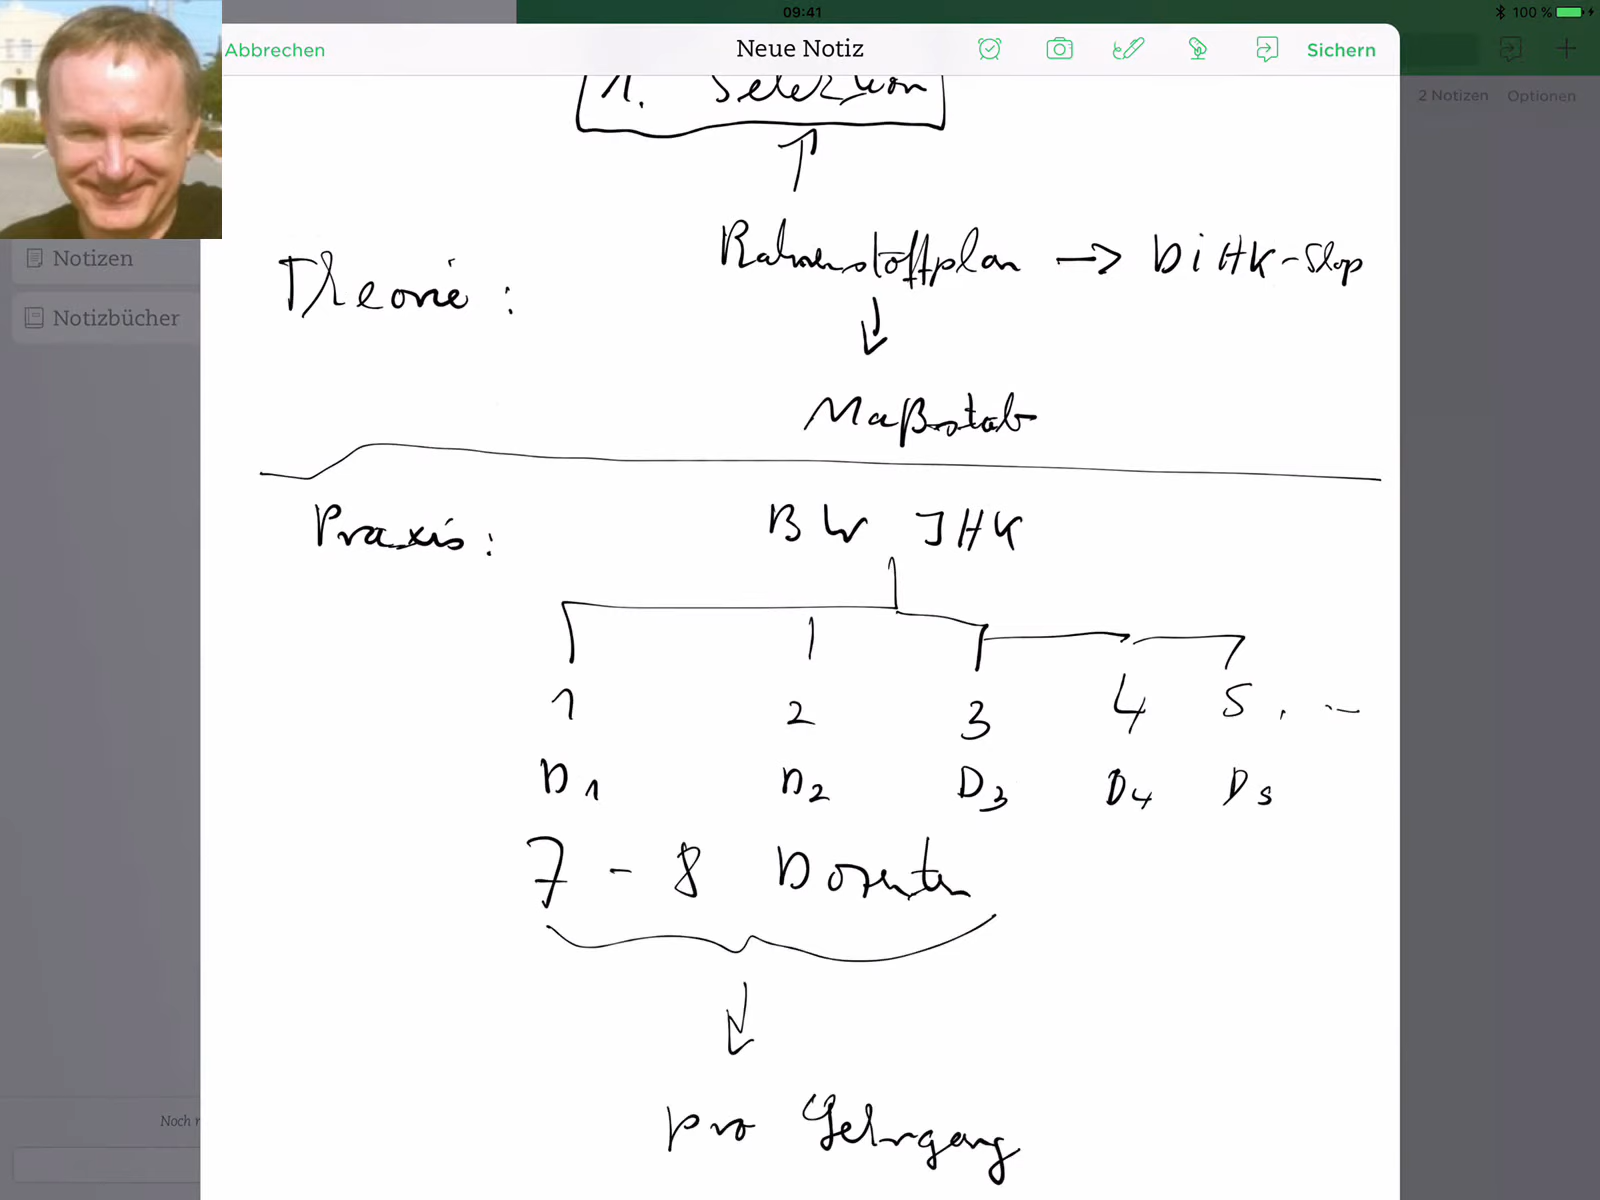 09:41
100 %
Abbrechen
Neue Notiz
Sichern
2 Notizen
Optionen
Notizen
Notizbücher
1. Selektion
Theorie:
Rahmenstoffplan -> DiHK-Shop
Maßstab
Praxis:
BW IHK
1 2 3 4 5 . --
D1 D2 D3 D4 D5
7 - 8 Dozenten
pro Lehrgang
Noch